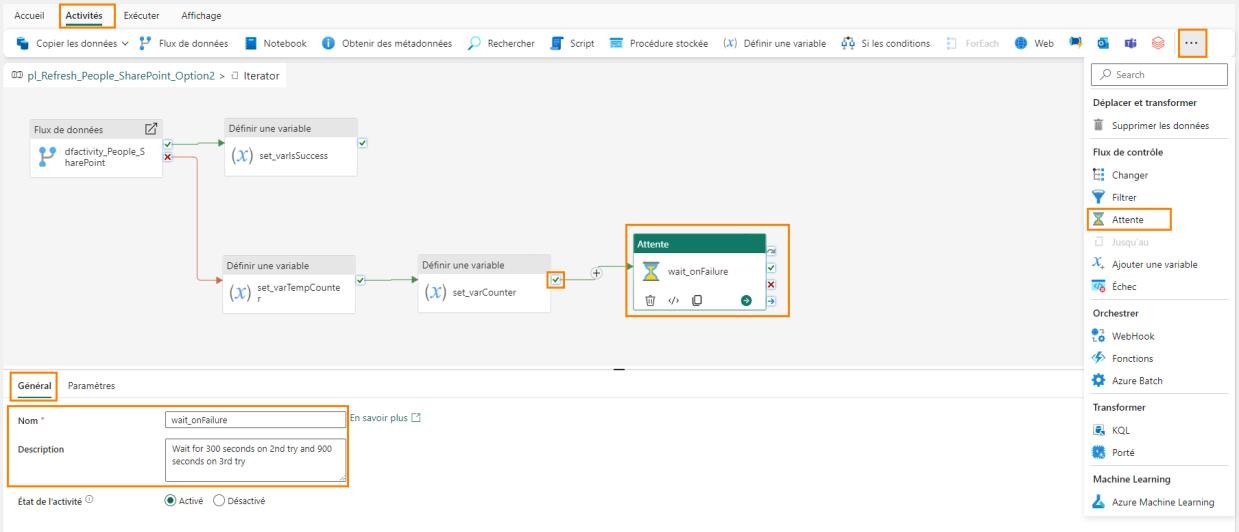 Accueil
Activités
Exécuter
Affichage
Copier les données
Flux de données
Notebook
Obtenir des métadonnées
Rechercher
Script
Procédure stockée
(x) Définir une variable
Si les conditions
ForEach
Web
...
pl_Refresh_People_SharePoint_Option2 > Iterator
Flux de données
dfactivity_People_S
harePoint
Définir une variable
(x) set_varIsSuccess
Définir une variable
(x) set_varTempCounte
r
Définir une variable
(x) set_varCounter
Attente
wait_onFailure
Search
Déplacer et transformer
Supprimer les données
Flux de contrôle
Changer
Filtrer
Attente
Jusqu'au
Ajouter une variable
Échec
Orchestrer
WebHook
Fonctions
Azure Batch
Transformer
KQL
Porté
Machine Learning
Azure Machine Learning
Général
Paramètres
Nom *
wait_onFailure
En savoir plus
Description
Wait for 300 seconds on 2nd try and 900
seconds on 3rd try
État de l'activité
Activé
Désactivé